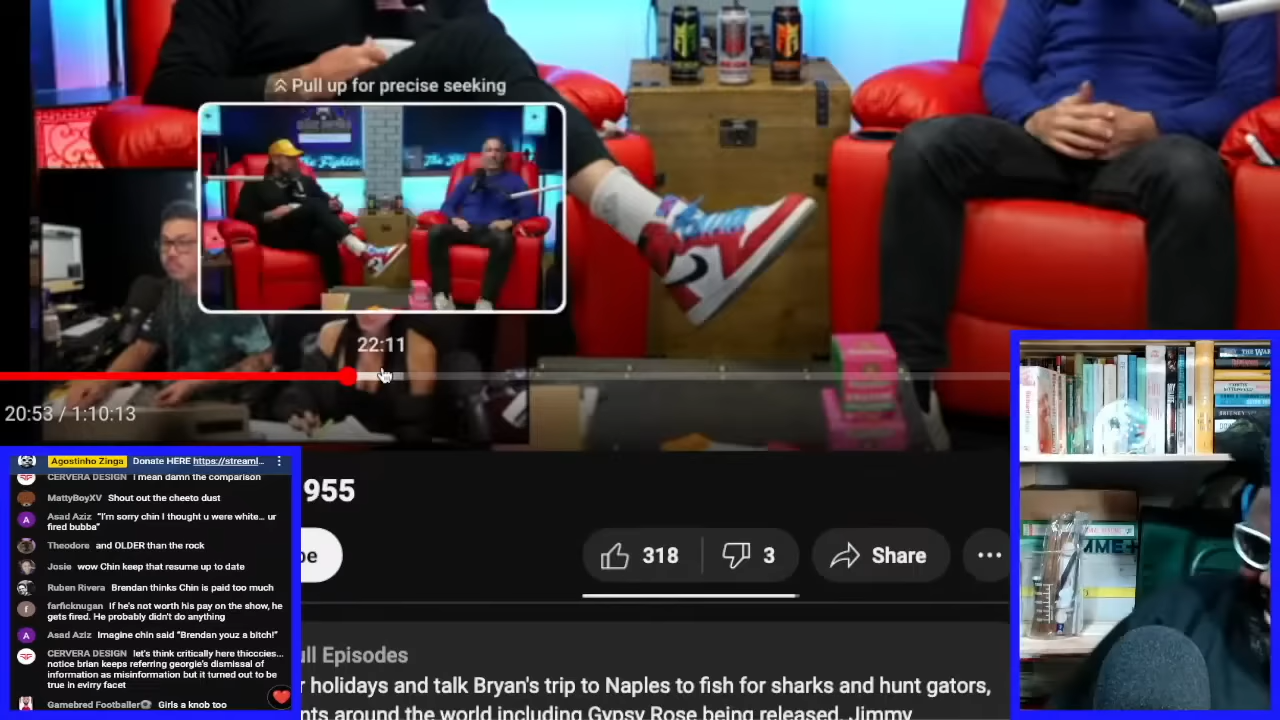 Pull up for precise seeking
The Fighter
22:11
20:53 / 1:10:13
955
be
318
3
Share
ull Episodes
r holidays and talk Bryan's trip to Naples to fish for sharks and hunt gators,
nts around the world including Gypsy Rose being released, Jimmy
Agostinho Zinga Donate HERE https://streaml...
CERVERA DESIGN I mean damn the comparison
MattyBoyXV Shout out the cheeto dust
Asad Aziz "I'm sorry chin I thought u were white... ur
fired bubba"
Theodore and OLDER than the rock
Josie wow Chin keep that resume up to date
Ruben Rivera Brendan thinks Chin is paid too much
farficknugan If he's not worth his pay on the show, he
gets fired. He probably didn't do anything
Asad Aziz Imagine chin said "Brendan youz a bitch!"
CERVERA DESIGN let's think critically here thicccies...
notice brian keeps referring georgie's dismissal of
information as misinformation but it turned out to be
true in evirry facet
Gamebred Footballer Girls a knob too
THE WAR
BRITNEY
MME